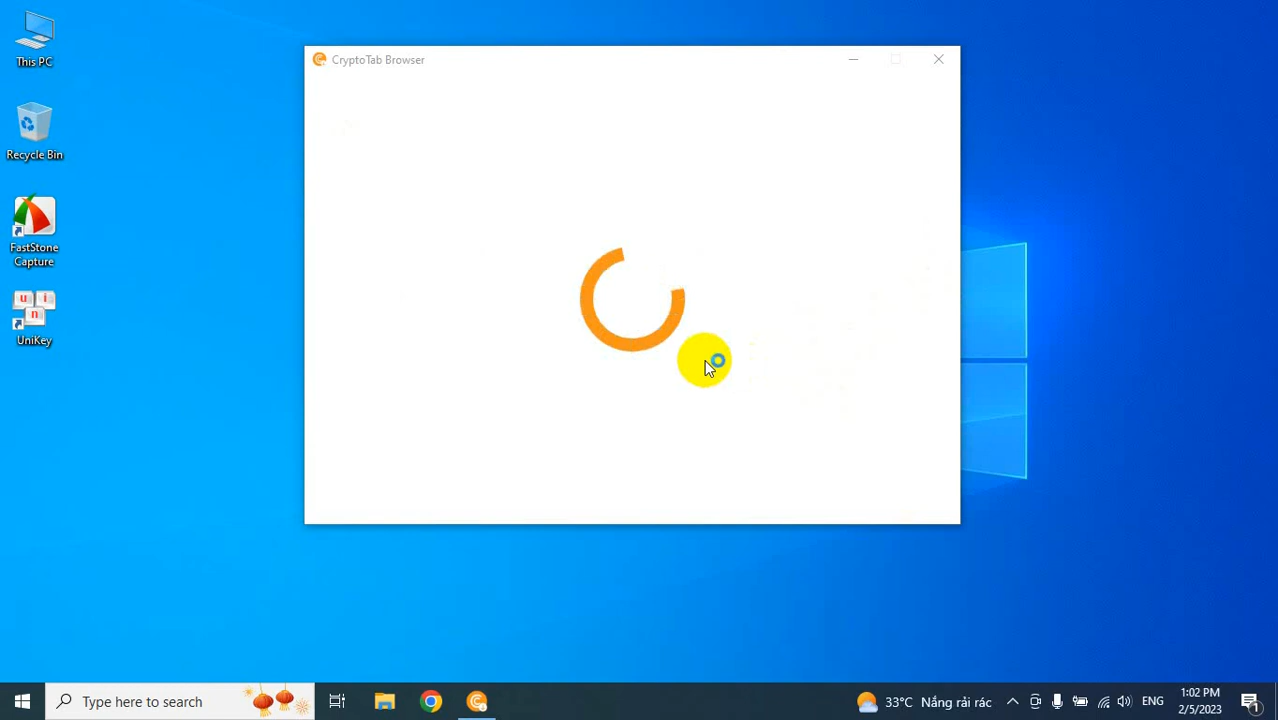 This PC
CryptoTab Browser
Recycle Bin
FastStone
Capture
u i
n
UniKey
Type here to search
33°C Nắng rải rác
ENG
1:02 PM
2/5/2023
1